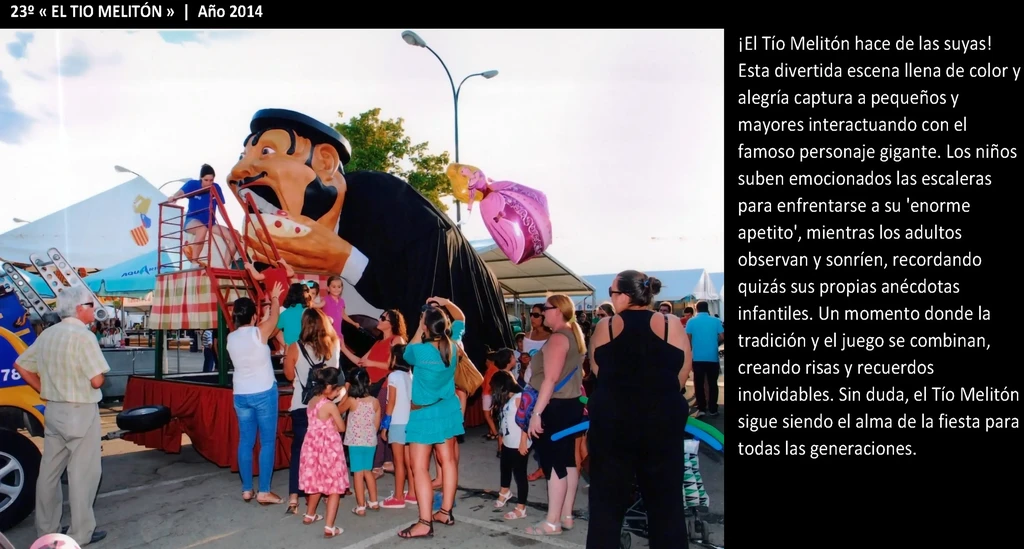 23º « EL TIO MELITÓN » | Año 2014
¡El Tío Melitón hace de las suyas!
Esta divertida escena llena de color y
alegría captura a pequeños y
mayores interactuando con el
famoso personaje gigante. Los niños
suben emocionados las escaleras
para enfrentarse a su 'enorme
apetito', mientras los adultos
observan y sonríen, recordando
quizás sus propias anécdotas
infantiles. Un momento donde la
tradición y el juego se combinan,
creando risas y recuerdos
inolvidables. Sin duda, el Tío Melitón
sigue siendo el alma de la fiesta para
todas las generaciones.
78